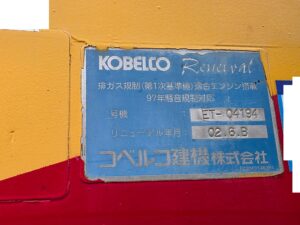 KOBELCO Renewal
排ガス規制(第1次基準値)適合エンジン搭載
97年騒音規制対応
号機 LET-04194
リニューアル年月 02.6.B
コベルコ建機株式会社